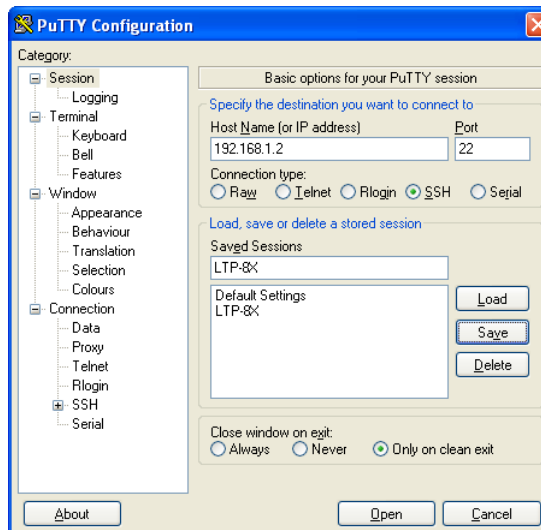 PuTTY Configuration
Category:
Session
Logging
Terminal
Keyboard
Bell
Features
Window
Appearance
Behaviour
Translation
Selection
Colours
Connection
Data
Proxy
Telnet
Rlogin
SSH
Serial
Basic options for your PuTTY session
Specify the destination you want to connect to
Host Name (or IP address) Port
192.168.1.2 22
Connection type:
Raw Telnet Rlogin SSH Serial
Load, save or delete a stored session
Saved Sessions
LTP-8X
Default Settings
LTP-8X
Load
Save
Delete
Close window on exit:
Always Never Only on clean exit
About Open Cancel